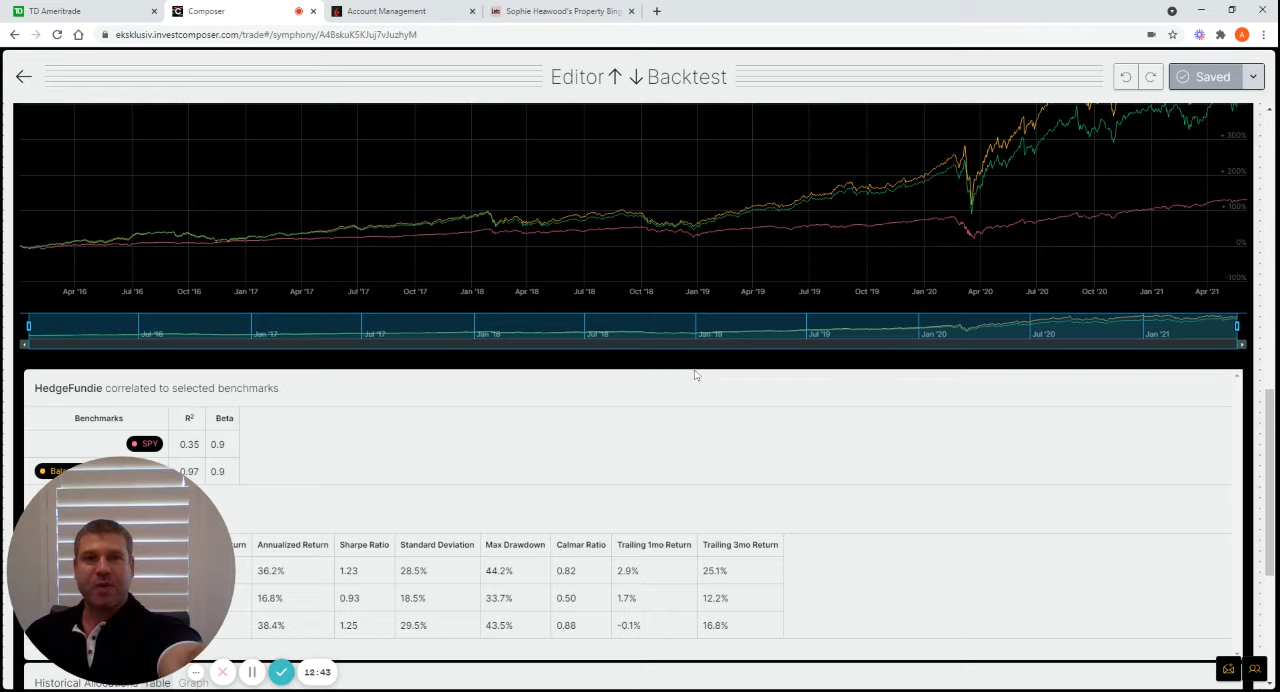 TD Ameritrade
Composer
Account Management
Sophie Heawood's Property Bing
eksklusiv.investcomposer.com/trade#/symphony/A48skuK5KJuj7vJuzhyM
A
Editor Backtest
Saved
+ 300%
+ 200%
+ 100%
0%
-100%
Apr '16 Jul '16 Oct '16 Jan '17 Apr '17 Jul '17 Oct '17 Jan '18 Apr '18 Jul '18 Oct '18 Jan '19 Apr '19 Jul '19 Oct '19 Jan '20 Apr '20 Jul '20 Oct '20 Jan '21 Apr '21
Jul '16 Jan '17 Jul '17 Jan '18 Jul '18 Jan '19 Jul '19 Jan '20 Jul '20 Jan '21
HedgeFundie correlated to selected benchmarks
Benchmarks R² Beta
SPY 0.35 0.9
0.97 0.9
Annualized Return Sharpe Ratio Standard Deviation Max Drawdown Calmar Ratio Trailing 1mo Return Trailing 3mo Return
36.2% 1.23 28.5% 44.2% 0.82 2.9% 25.1%
16.8% 0.93 18.5% 33.7% 0.50 1.7% 12.2%
38.4% 1.25 29.5% 43.5% 0.88 -0.1% 16.8%
12:43
Historical Allocations Table Graph